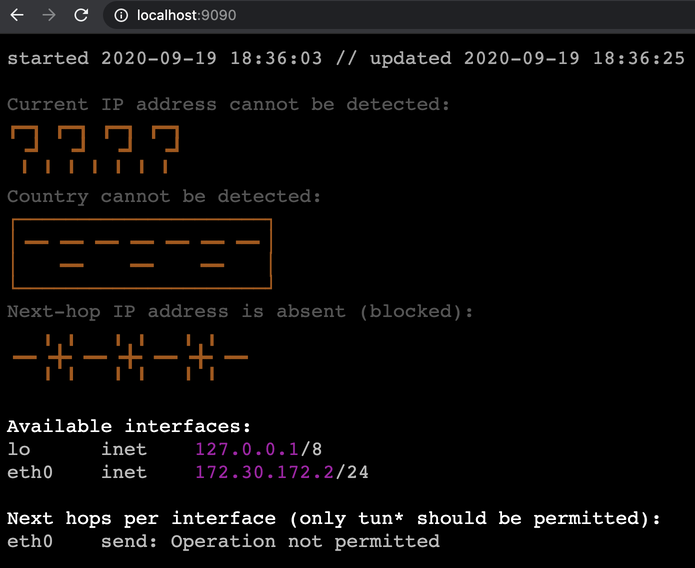 localhost:9090
started 2020-09-19 18:36:03 // updated 2020-09-19 18:36:25
Current IP address cannot be detected:
Country cannot be detected:
Next-hop IP address is absent (blocked):
Available interfaces:
lo inet 127.0.0.1/8
eth0 inet 172.30.172.2/24
Next hops per interface (only tun* should be permitted):
eth0 send: Operation not permitted